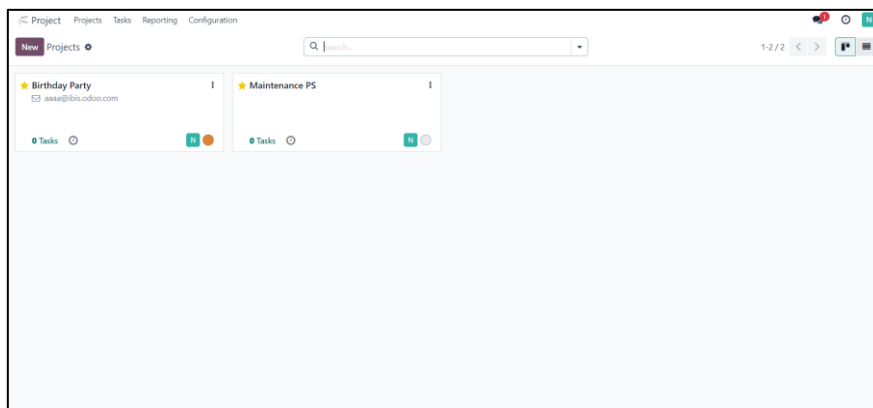 Project Projects Tasks Reporting Configuration 1 N
New Projects Search... 1-2 / 2
Birthday Party Maintenance PS
aaaa@ibis.odoo.com
0 Tasks N 0 Tasks N